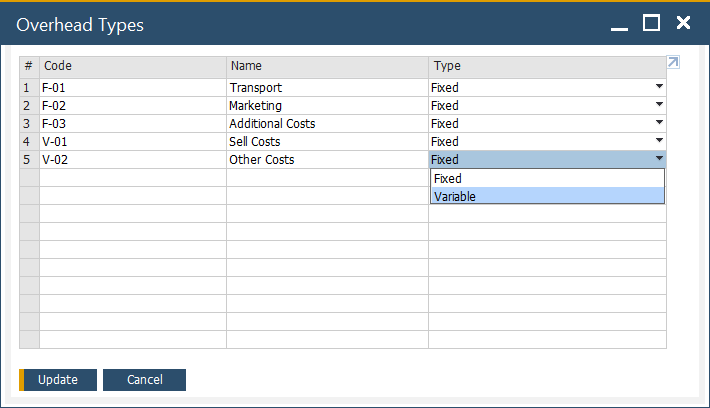 Overhead Types
# Code Name Type
1 F-01 Transport Fixed
2 F-02 Marketing Fixed
3 F-03 Additional Costs Fixed
4 V-01 Sell Costs Fixed
5 V-02 Other Costs Fixed
Fixed
Variable
Update Cancel